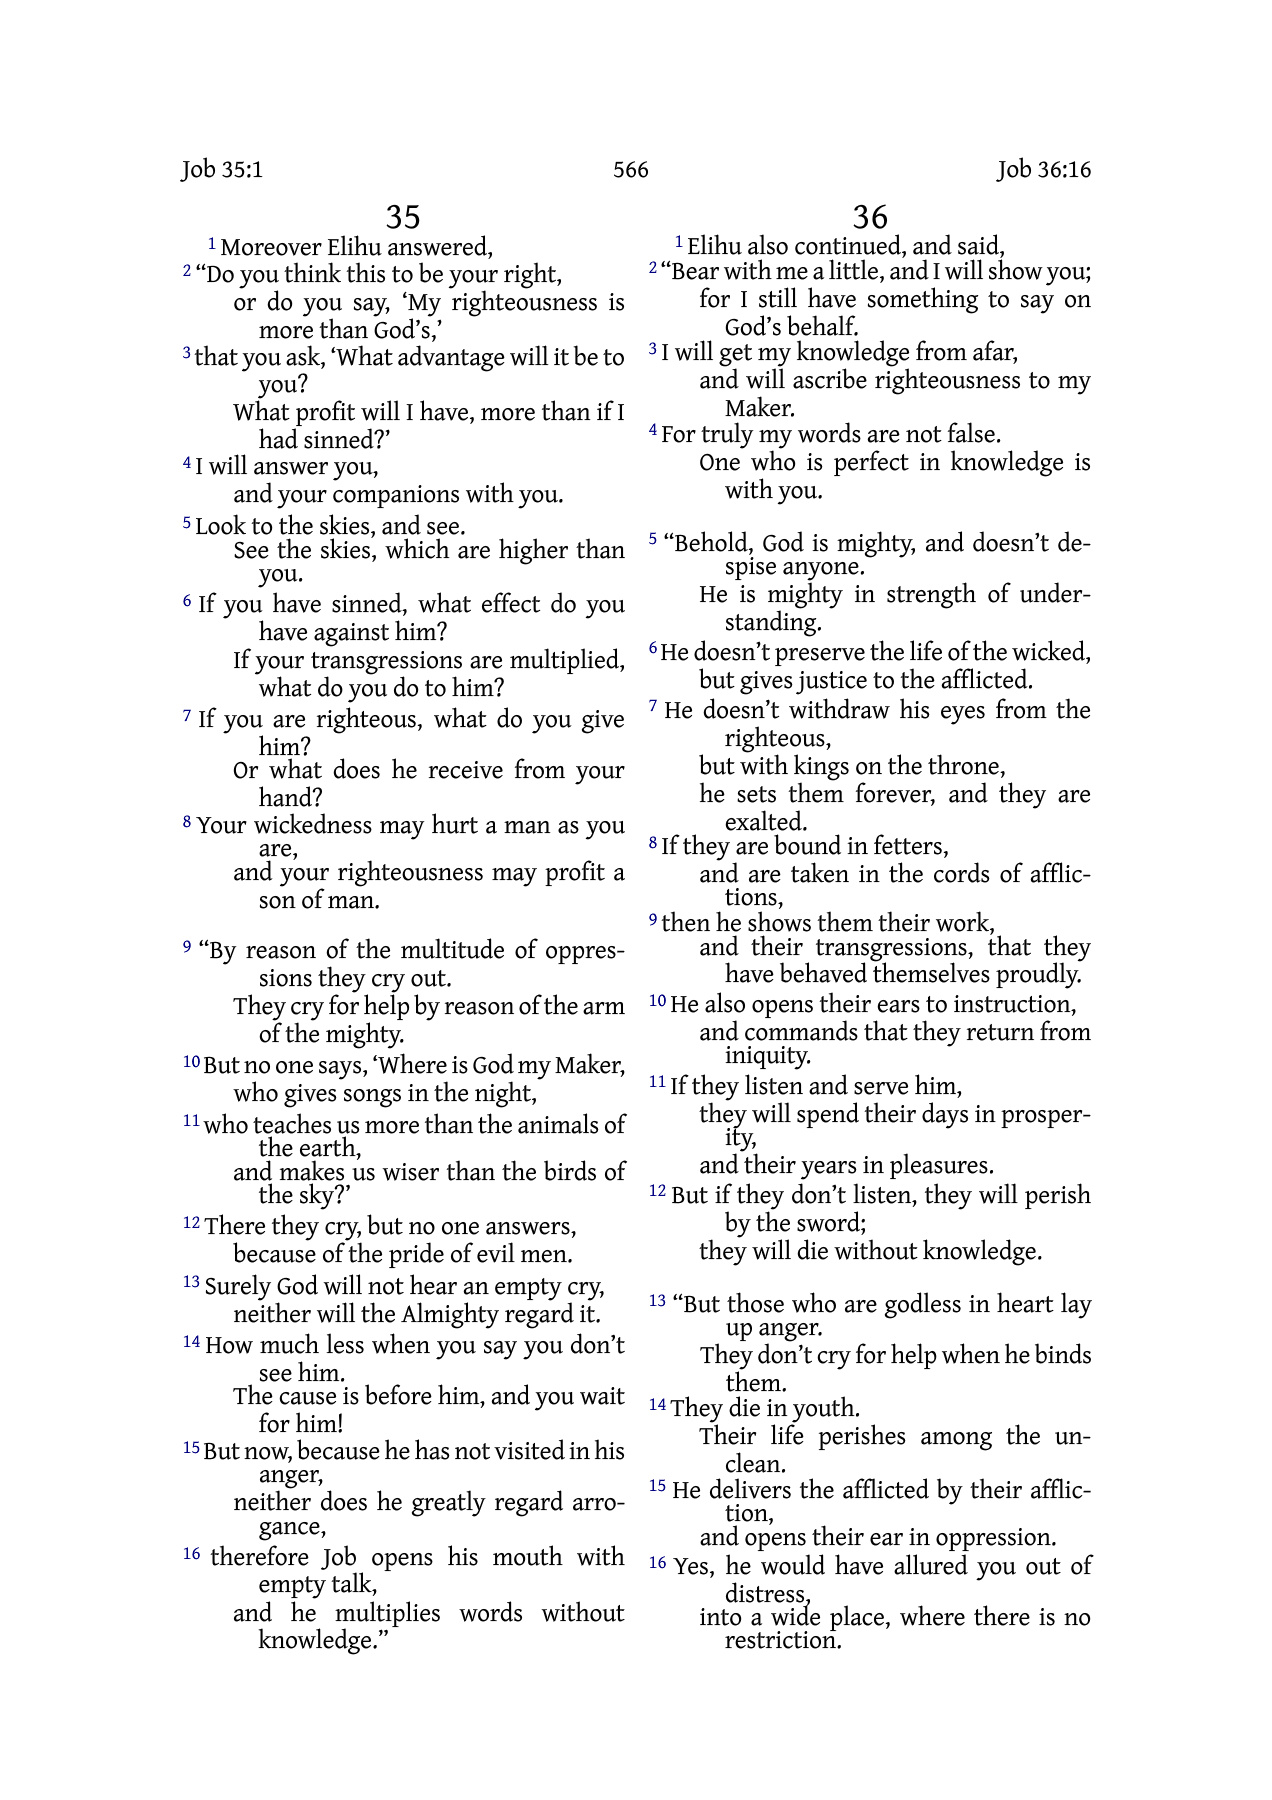 Job 35:1 566 Job 36:16
35
1 Moreover Elihu answered,
2 “Do you think this to be your right,
or do you say, ‘My righteousness is
more than God’s,’
3 that you ask, ‘What advantage will it be to
you?
What profit will I have, more than if I
had sinned?’
4 I will answer you,
and your companions with you.
5 Look to the skies, and see.
See the skies, which are higher than
you.
6 If you have sinned, what effect do you
have against him?
If your transgressions are multiplied,
what do you do to him?
7 If you are righteous, what do you give
him?
Or what does he receive from your
hand?
8 Your wickedness may hurt a man as you
are,
and your righteousness may profit a
son of man.
9 “By reason of the multitude of oppres-
sions they cry out.
They cry for help by reason of the arm
of the mighty.
10 But no one says, ‘Where is God my Maker,
who gives songs in the night,
11 who teaches us more than the animals of
the earth,
and makes us wiser than the birds of
the sky?’
12 There they cry, but no one answers,
because of the pride of evil men.
13 Surely God will not hear an empty cry,
neither will the Almighty regard it.
14 How much less when you say you don’t
see him.
The cause is before him, and you wait
for him!
15 But now, because he has not visited in his
anger,
neither does he greatly regard arro-
gance,
16 therefore Job opens his mouth with
empty talk,
and he multiplies words without
knowledge.”
36
1 Elihu also continued, and said,
2 “Bear with me a little, and I will show you;
for I still have something to say on
God’s behalf.
3 I will get my knowledge from afar,
and will ascribe righteousness to my
Maker.
4 For truly my words are not false.
One who is perfect in knowledge is
with you.
5 “Behold, God is mighty, and doesn’t de-
spise anyone.
He is mighty in strength of under-
standing.
6 He doesn’t preserve the life of the wicked,
but gives justice to the afflicted.
7 He doesn’t withdraw his eyes from the
righteous,
but with kings on the throne,
he sets them forever, and they are
exalted.
8 If they are bound in fetters,
and are taken in the cords of afflic-
tions,
9 then he shows them their work,
and their transgressions, that they
have behaved themselves proudly.
10 He also opens their ears to instruction,
and commands that they return from
iniquity.
11 If they listen and serve him,
they will spend their days in prosper-
ity,
and their years in pleasures.
12 But if they don’t listen, they will perish
by the sword;
they will die without knowledge.
13 “But those who are godless in heart lay
up anger.
They don’t cry for help when he binds
them.
14 They die in youth.
Their life perishes among the un-
clean.
15 He delivers the afflicted by their afflic-
tion,
and opens their ear in oppression.
16 Yes, he would have allured you out of
distress,
into a wide place, where there is no
restriction.